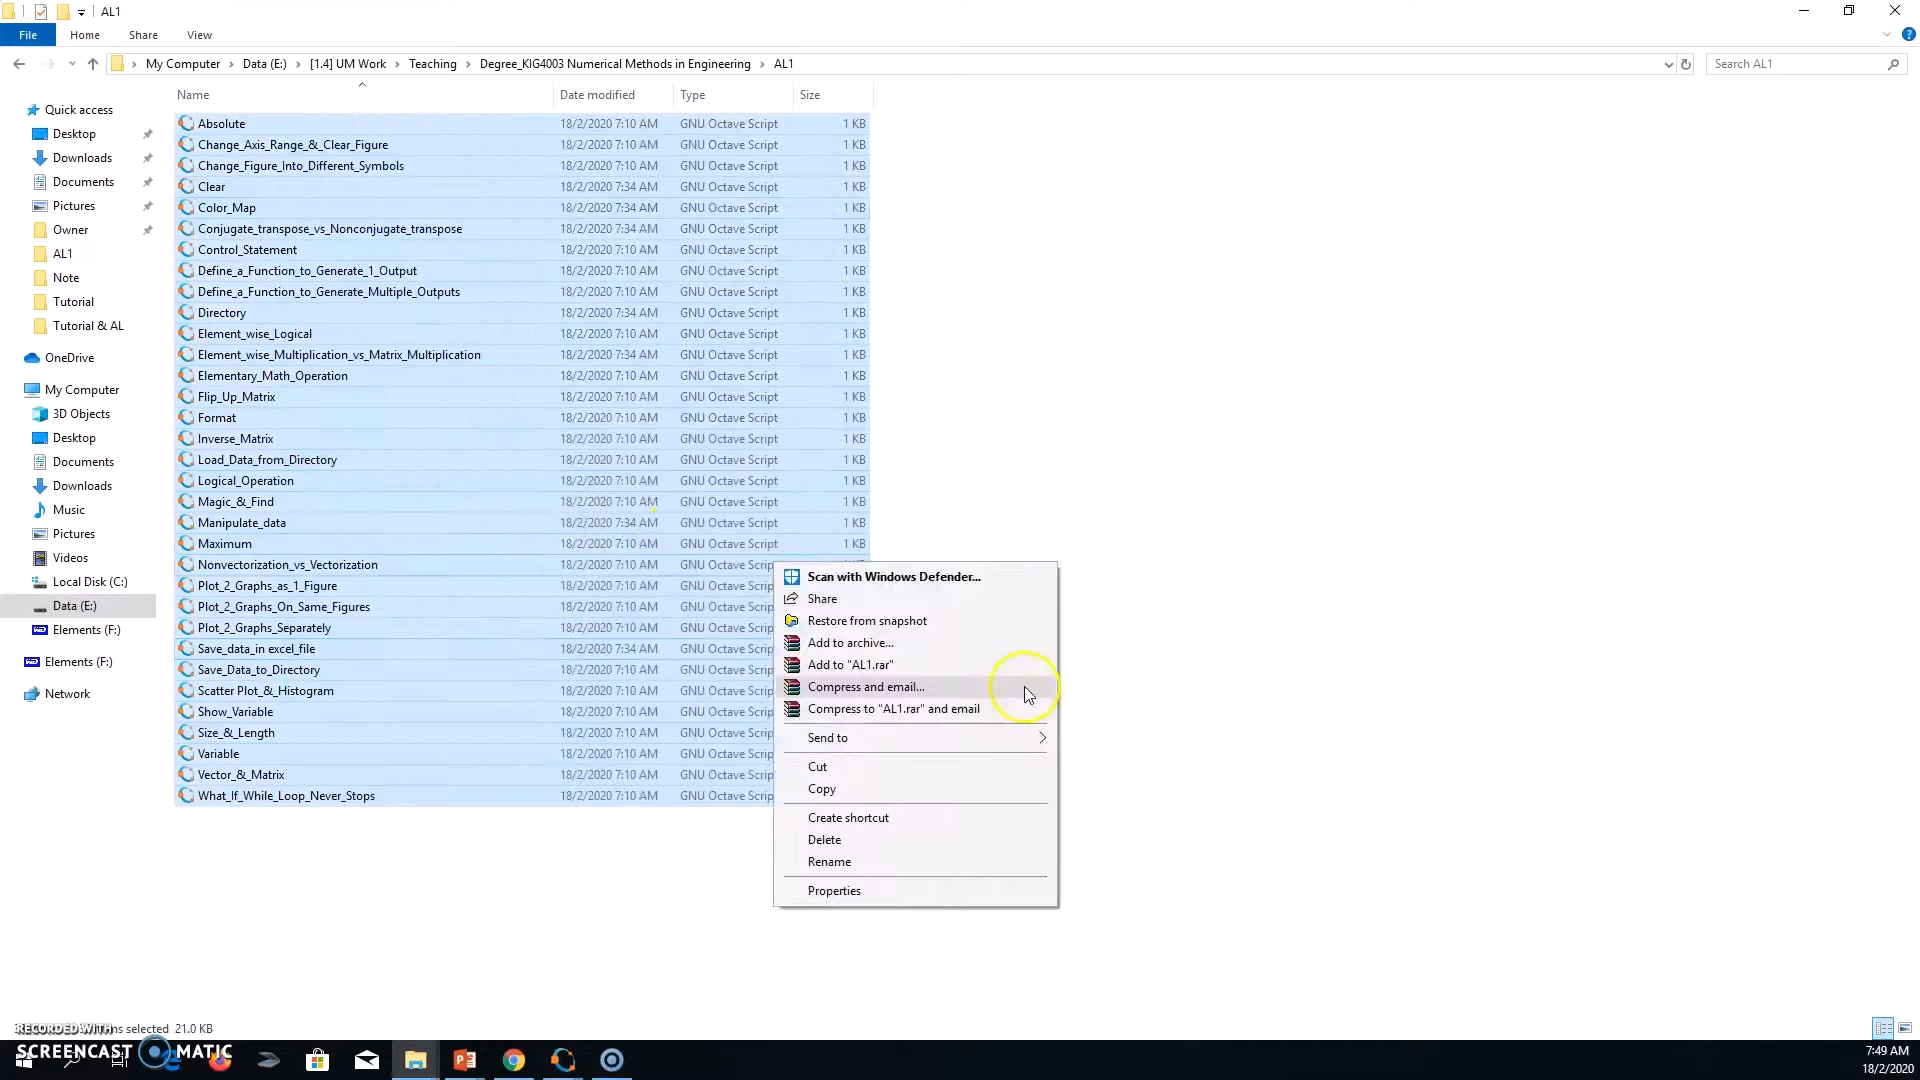 AL1
File Home Share View
My Computer Data (E:) [1.4] UM Work Teaching Degree_KIG4003 Numerical Methods in Engineering AL1 Search AL1
Name Date modified Type Size
Quick access
Desktop
Downloads
Documents
Pictures
Owner
AL1
Note
Tutorial
Tutorial & AL
OneDrive
My Computer
3D Objects
Desktop
Documents
Downloads
Music
Pictures
Videos
Local Disk (C:)
Data (E:)
Elements (F:)
Elements (F:)
Network
Absolute 18/2/2020 7:10 AM GNU Octave Script 1 KB
Change_Axis_Range_&_Clear_Figure 18/2/2020 7:10 AM GNU Octave Script 1 KB
Change_Figure_Into_Different_Symbols 18/2/2020 7:10 AM GNU Octave Script 1 KB
Clear 18/2/2020 7:34 AM GNU Octave Script 1 KB
Color_Map 18/2/2020 7:34 AM GNU Octave Script 1 KB
Conjugate_transpose_vs_Nonconjugate_transpose 18/2/2020 7:34 AM GNU Octave Script 1 KB
Control_Statement 18/2/2020 7:10 AM GNU Octave Script 1 KB
Define_a_Function_to_Generate_1_Output 18/2/2020 7:10 AM GNU Octave Script 1 KB
Define_a_Function_to_Generate_Multiple_Outputs 18/2/2020 7:10 AM GNU Octave Script 1 KB
Directory 18/2/2020 7:34 AM GNU Octave Script 1 KB
Element_wise_Logical 18/2/2020 7:10 AM GNU Octave Script 1 KB
Element_wise_Multiplication_vs_Matrix_Multiplication 18/2/2020 7:34 AM GNU Octave Script 1 KB
Elementary_Math_Operation 18/2/2020 7:10 AM GNU Octave Script 1 KB
Flip_Up_Matrix 18/2/2020 7:10 AM GNU Octave Script 1 KB
Format 18/2/2020 7:10 AM GNU Octave Script 1 KB
Inverse_Matrix 18/2/2020 7:10 AM GNU Octave Script 1 KB
Load_Data_from_Directory 18/2/2020 7:10 AM GNU Octave Script 1 KB
Logical_Operation 18/2/2020 7:10 AM GNU Octave Script 1 KB
Magic_&_Find 18/2/2020 7:10 AM GNU Octave Script 1 KB
Manipulate_data 18/2/2020 7:34 AM GNU Octave Script 1 KB
Maximum 18/2/2020 7:10 AM GNU Octave Script 1 KB
Nonvectorization_vs_Vectorization 18/2/2020 7:10 AM GNU Octave Script
Plot_2_Graphs_as_1_Figure 18/2/2020 7:10 AM GNU Octave Scrip
Plot_2_Graphs_On_Same_Figures 18/2/2020 7:10 AM GNU Octave Scrip
Plot_2_Graphs_Separately 18/2/2020 7:10 AM GNU Octave Scrip
Save_data_in excel_file 18/2/2020 7:34 AM GNU Octave Scrip
Save_Data_to_Directory 18/2/2020 7:10 AM GNU Octave Scrip
Scatter Plot_&_Histogram 18/2/2020 7:10 AM GNU Octave Scrip
Show_Variable 18/2/2020 7:10 AM GNU Octave Scrip
Size_&_Length 18/2/2020 7:10 AM GNU Octave Scrip
Variable 18/2/2020 7:10 AM GNU Octave Scrip
Vector_&_Matrix 18/2/2020 7:10 AM GNU Octave Scrip
What_If_While_Loop_Never_Stops 18/2/2020 7:10 AM GNU Octave Scrip
Scan with Windows Defender...
Share
Restore from snapshot
Add to archive...
Add to "AL1.rar"
Compress and email...
Compress to "AL1.rar" and email
Send to
Cut
Copy
Create shortcut
Delete
Rename
Properties
selected 21.0 KB
RECORDED WITH
SCREENCAST MATIC
7:49 AM
18/2/2020